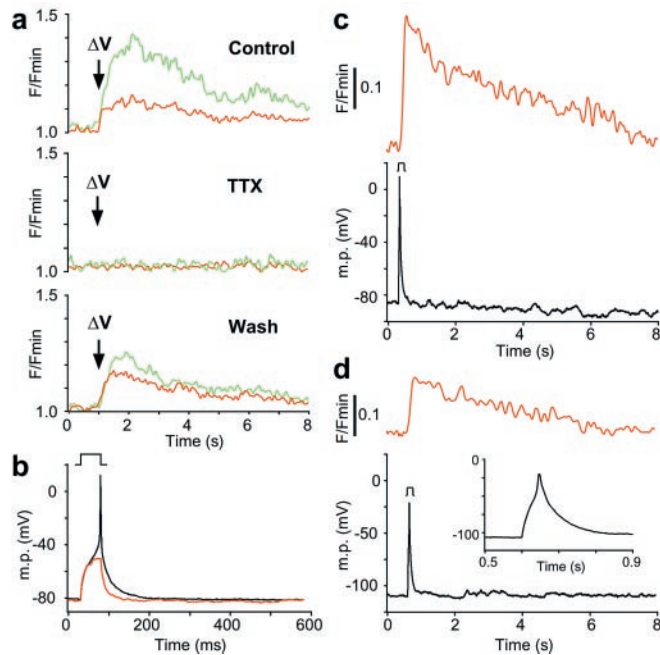 a
F/Fmin
1.5
1.0
ΔV
Control
F/Fmin
1.5
1.0
ΔV
TTX
F/Fmin
1.5
1.0
ΔV
Wash
0 2 4 6 8
Time (s)
b
m.p. (mV)
0
-40
-80
0 200 400 600
Time (ms)
c
F/Fmin
0.1
m.p. (mV)
0
-40
-80
0 2 4 6 8
Time (s)
d
F/Fmin
0.1
m.p. (mV)
0
-50
-100
0
-100
0.5 0.9
Time (s)
0 2 4 6 8
Time (s)